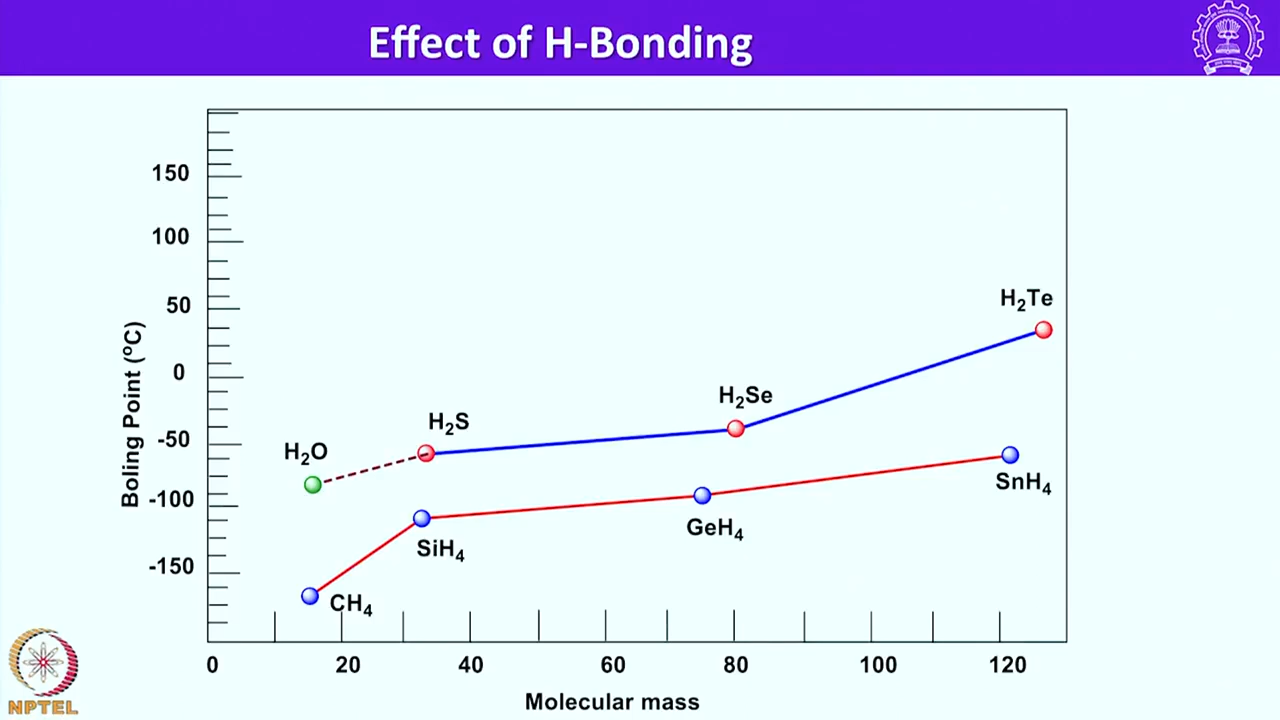 Effect of H-Bonding
150
100
50
0
-50
-100
-150
Boling Point (ºC)
H₂Te
H₂Se
H₂S
H₂O
SnH₄
GeH₄
SiH₄
CH₄
0 20 40 60 80 100 120
Molecular mass
NPTEL